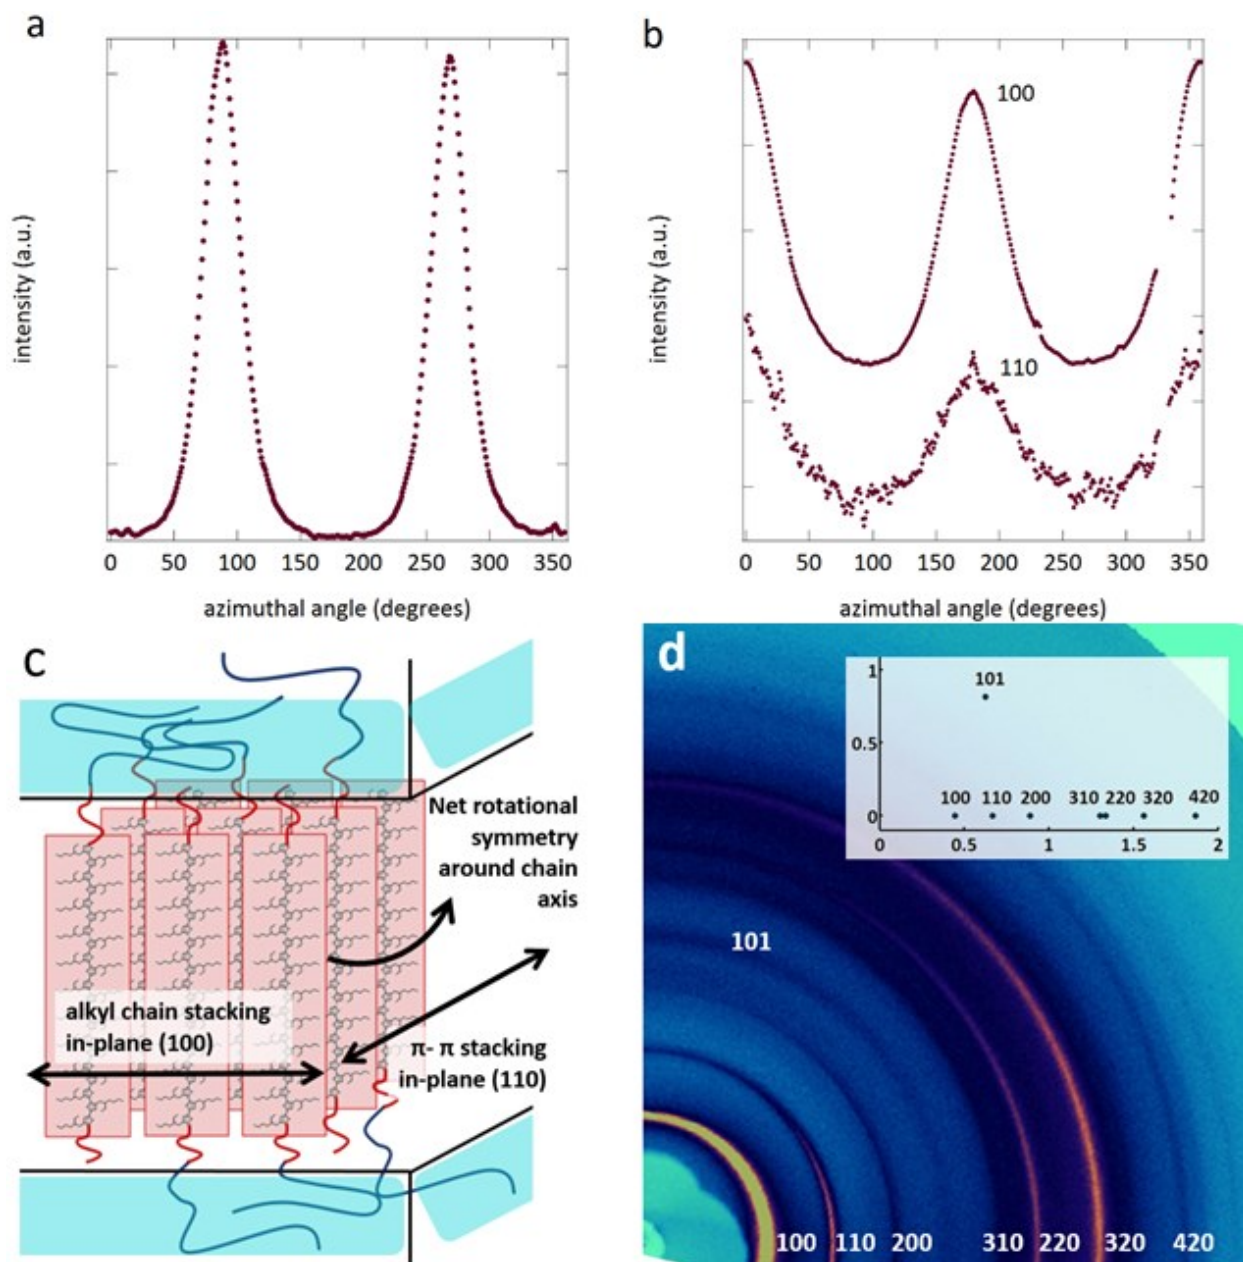 a
intensity (a.u.)
0 50 100 150 200 250 300 350
azimuthal angle (degrees)
b
intensity (a.u.)
100
110
0 50 100 150 200 250 300 350
azimuthal angle (degrees)
c
Net rotational
symmetry
around chain
axis
alkyl chain stacking
in-plane (100)
π- π stacking
in-plane (110)
d
1
101
0.5
100 110 200 310 220 320 420
0
0 0.5 1 1.5 2
101
100 110 200 310 220 320 420